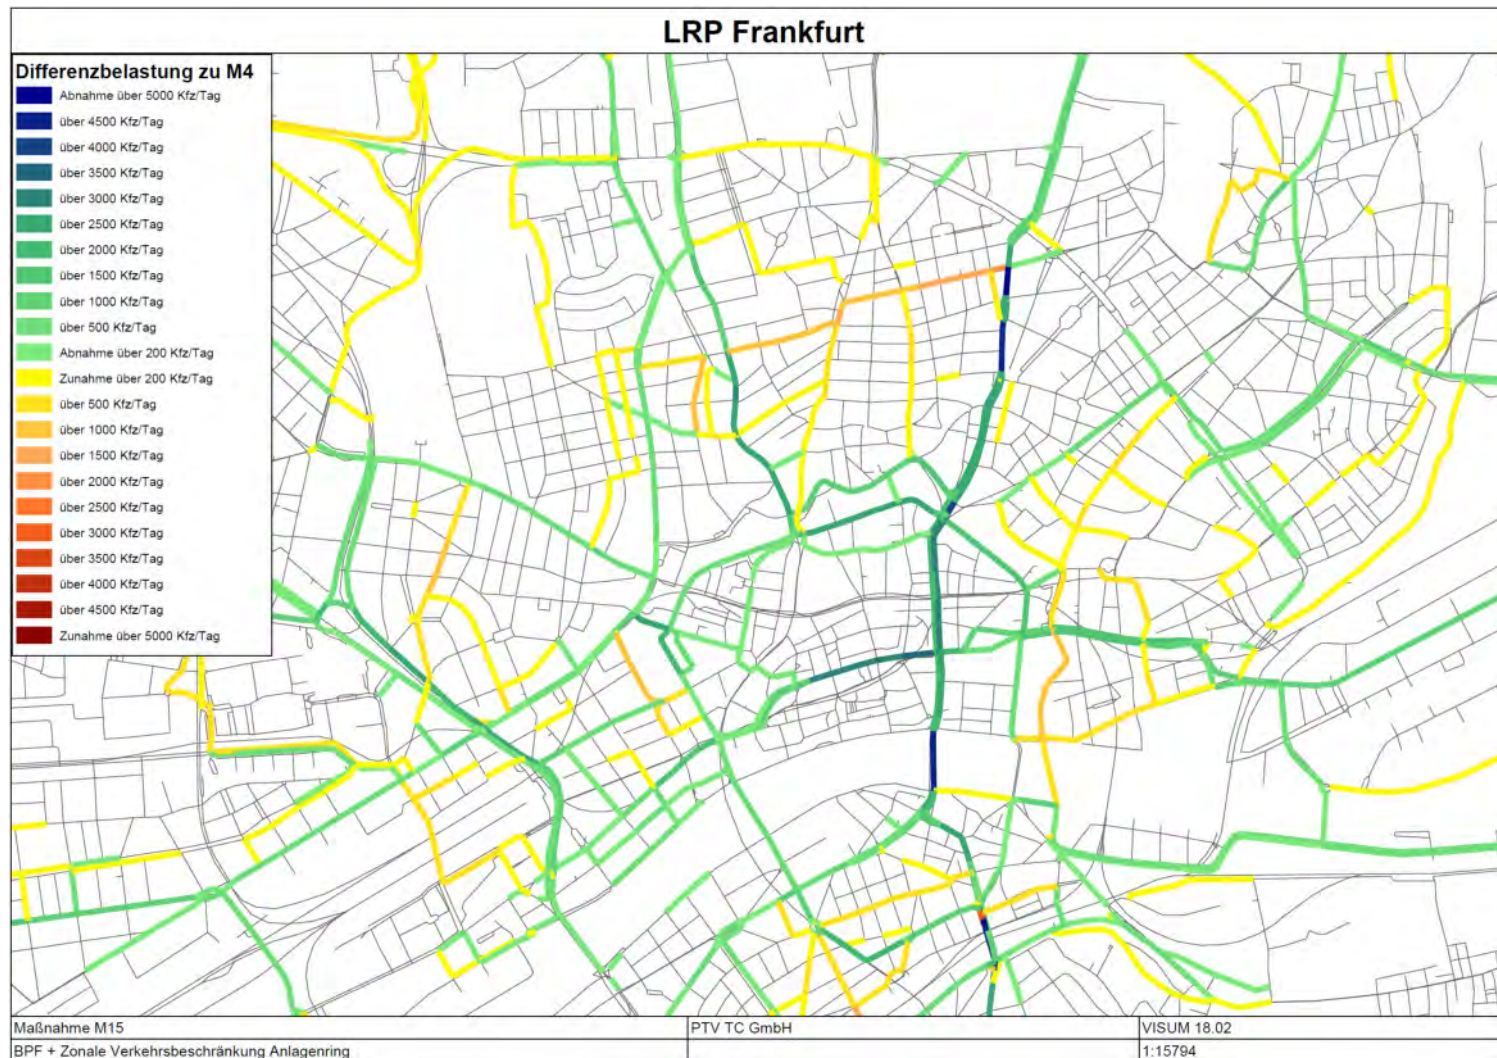 LRP Frankfurt
Differenzbelastung zu M4
Abnahme über 5000 Kfz/Tag
über 4500 Kfz/Tag
über 4000 Kfz/Tag
über 3500 Kfz/Tag
über 3000 Kfz/Tag
über 2500 Kfz/Tag
über 2000 Kfz/Tag
über 1500 Kfz/Tag
über 1000 Kfz/Tag
über 500 Kfz/Tag
Abnahme über 200 Kfz/Tag
Zunahme über 200 Kfz/Tag
über 500 Kfz/Tag
über 1000 Kfz/Tag
über 1500 Kfz/Tag
über 2000 Kfz/Tag
über 2500 Kfz/Tag
über 3000 Kfz/Tag
über 3500 Kfz/Tag
über 4000 Kfz/Tag
über 4500 Kfz/Tag
Zunahme über 5000 Kfz/Tag
Maßnahme M15
PTV TC GmbH
VISUM 18.02
BPF + Zonale Verkehrsbeschränkung Anlagenring
1:15794